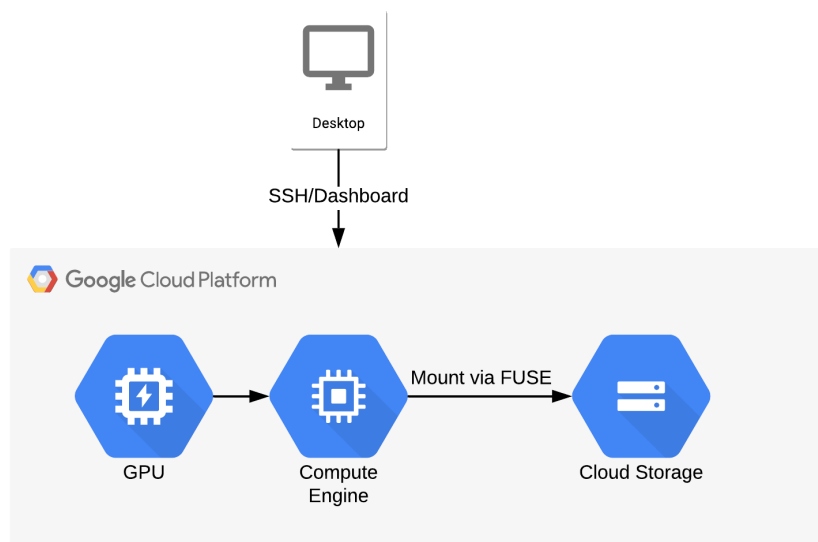 Desktop
SSH/Dashboard
Google Cloud Platform
Mount via FUSE
GPU
Compute
Engine
Cloud Storage